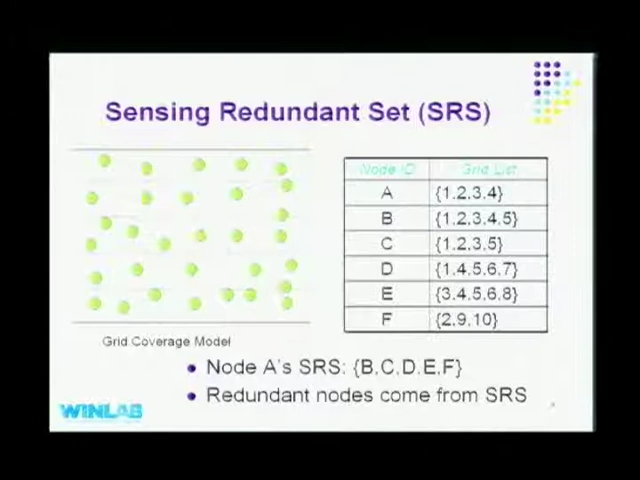 Sensing Redundant Set (SRS)
Node ID Grid List
A {1.2.3.4}
B {1.2.3.4.5}
C {1.2.3.5}
D {1.4.5.6.7}
E {3.4.5.6.8}
F {2.9.10}
Grid Coverage Model
Node A's SRS: {B,C,D,E,F}
Redundant nodes come from SRS
WINLAB